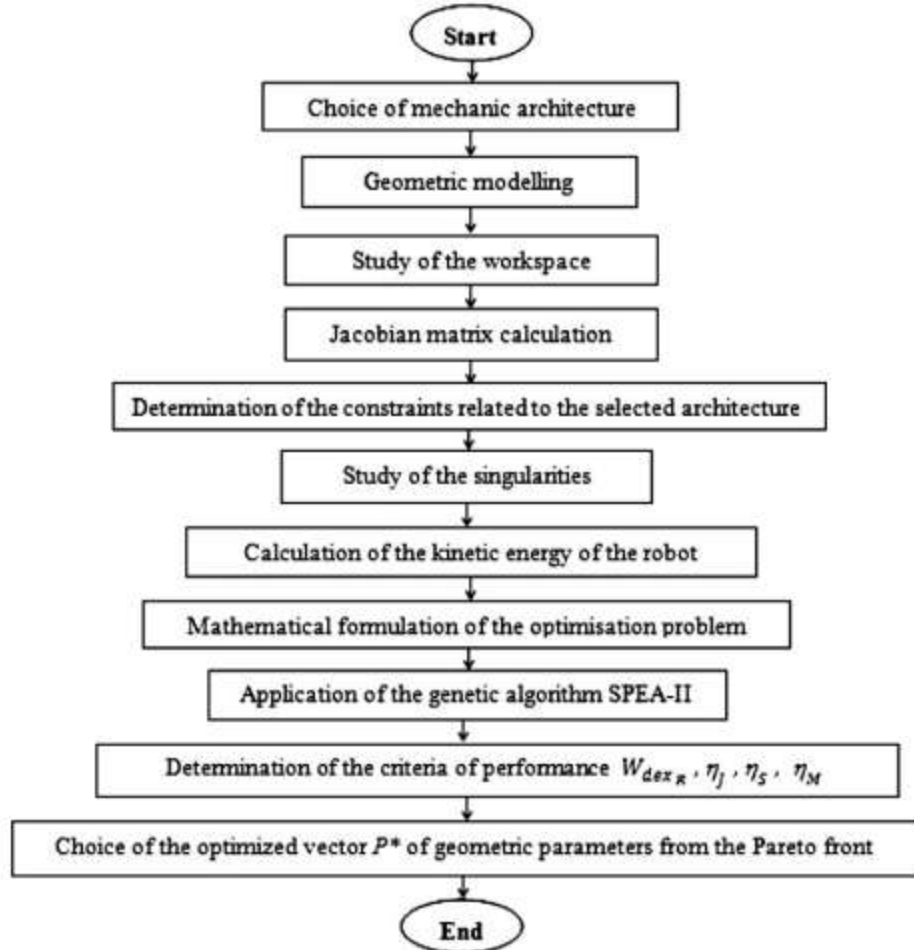 Start
Choice of mechanic architecture
Geometric modelling
Study of the workspace
Jacobian matrix calculation
Determination of the constraints related to the selected architecture
Study of the singularities
Calculation of the kinetic energy of the robot
Mathematical formulation of the optimisation problem
Application of the genetic algorithm SPEA-II
Determination of the criteria of performance W_{dex_R}, η_J, η_S, η_M
Choice of the optimized vector P* of geometric parameters from the Pareto front
End